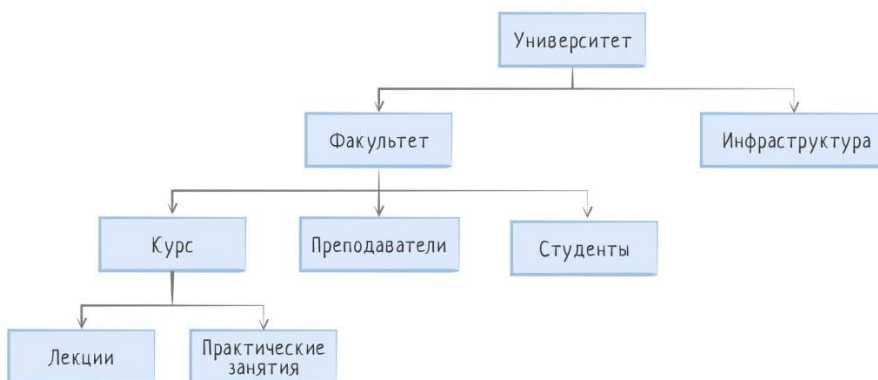 Университет
Факультет
Инфраструктура
Курс
Преподаватели
Студенты
Лекции
Практические
занятия